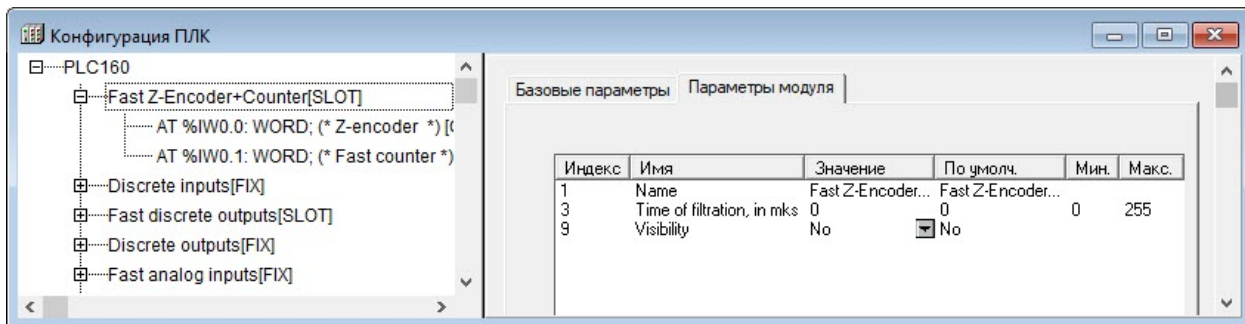 Конфигурация ПЛК
PLC160
Fast Z-Encoder+Counter[SLOT]
AT %IW0.0: WORD; (* Z-encoder *) [(
AT %IW0.1: WORD; (* Fast counter *)
Discrete inputs[FIX]
Fast discrete outputs[SLOT]
Discrete outputs[FIX]
Fast analog inputs[FIX]
Базовые параметры Параметры модуля
Индекс Имя Значение По умолч. Мин. Макс.
1 Name Fast Z-Encoder... Fast Z-Encoder...
3 Time of filtration, in mks 0 0 0 255
9 Visibility No No